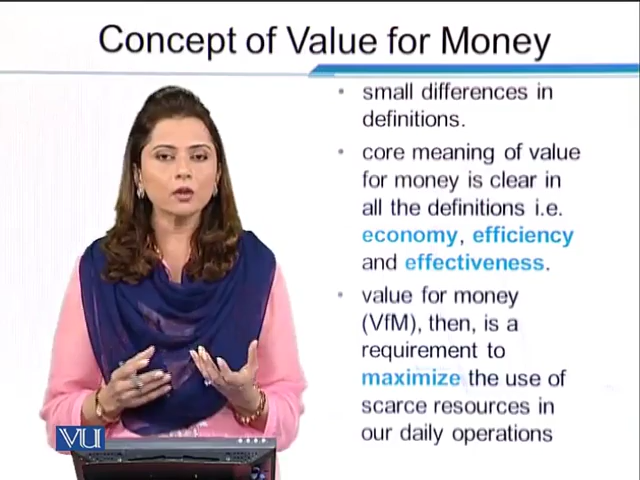 Concept of Value for Money
• small differences in
definitions.
• core meaning of value
for money is clear in
all the definitions i.e.
economy, efficiency
and effectiveness.
• value for money
(VfM), then, is a
requirement to
maximize the use of
scarce resources in
our daily operations
VU